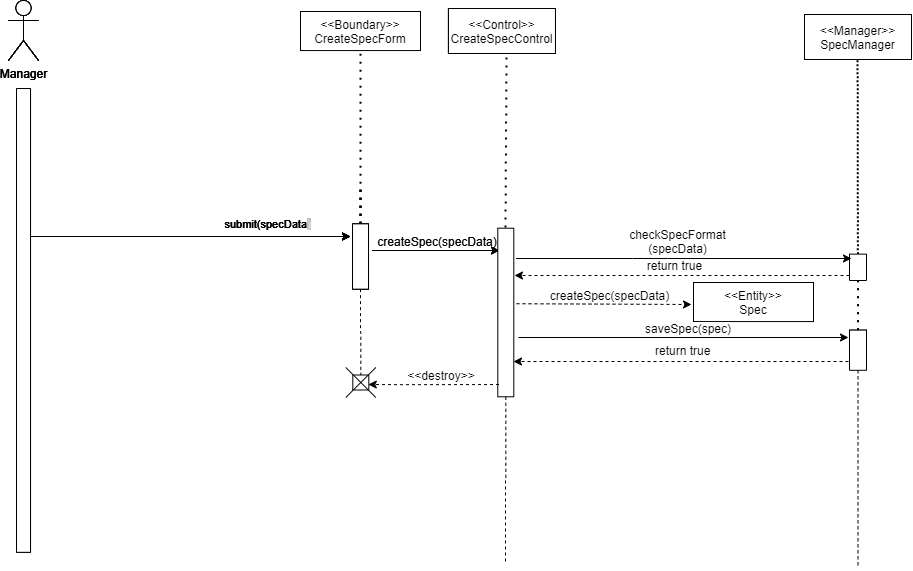 <<Boundary>>
CreateSpecForm
<<Control>>
CreateSpecControl
<<Manager>>
SpecManager
Manager
submit(specData
createSpec(specData)
checkSpecFormat
(specData)
return true
createSpec(specData)
<<Entity>>
Spec
saveSpec(spec)
return true
<<destroy>>